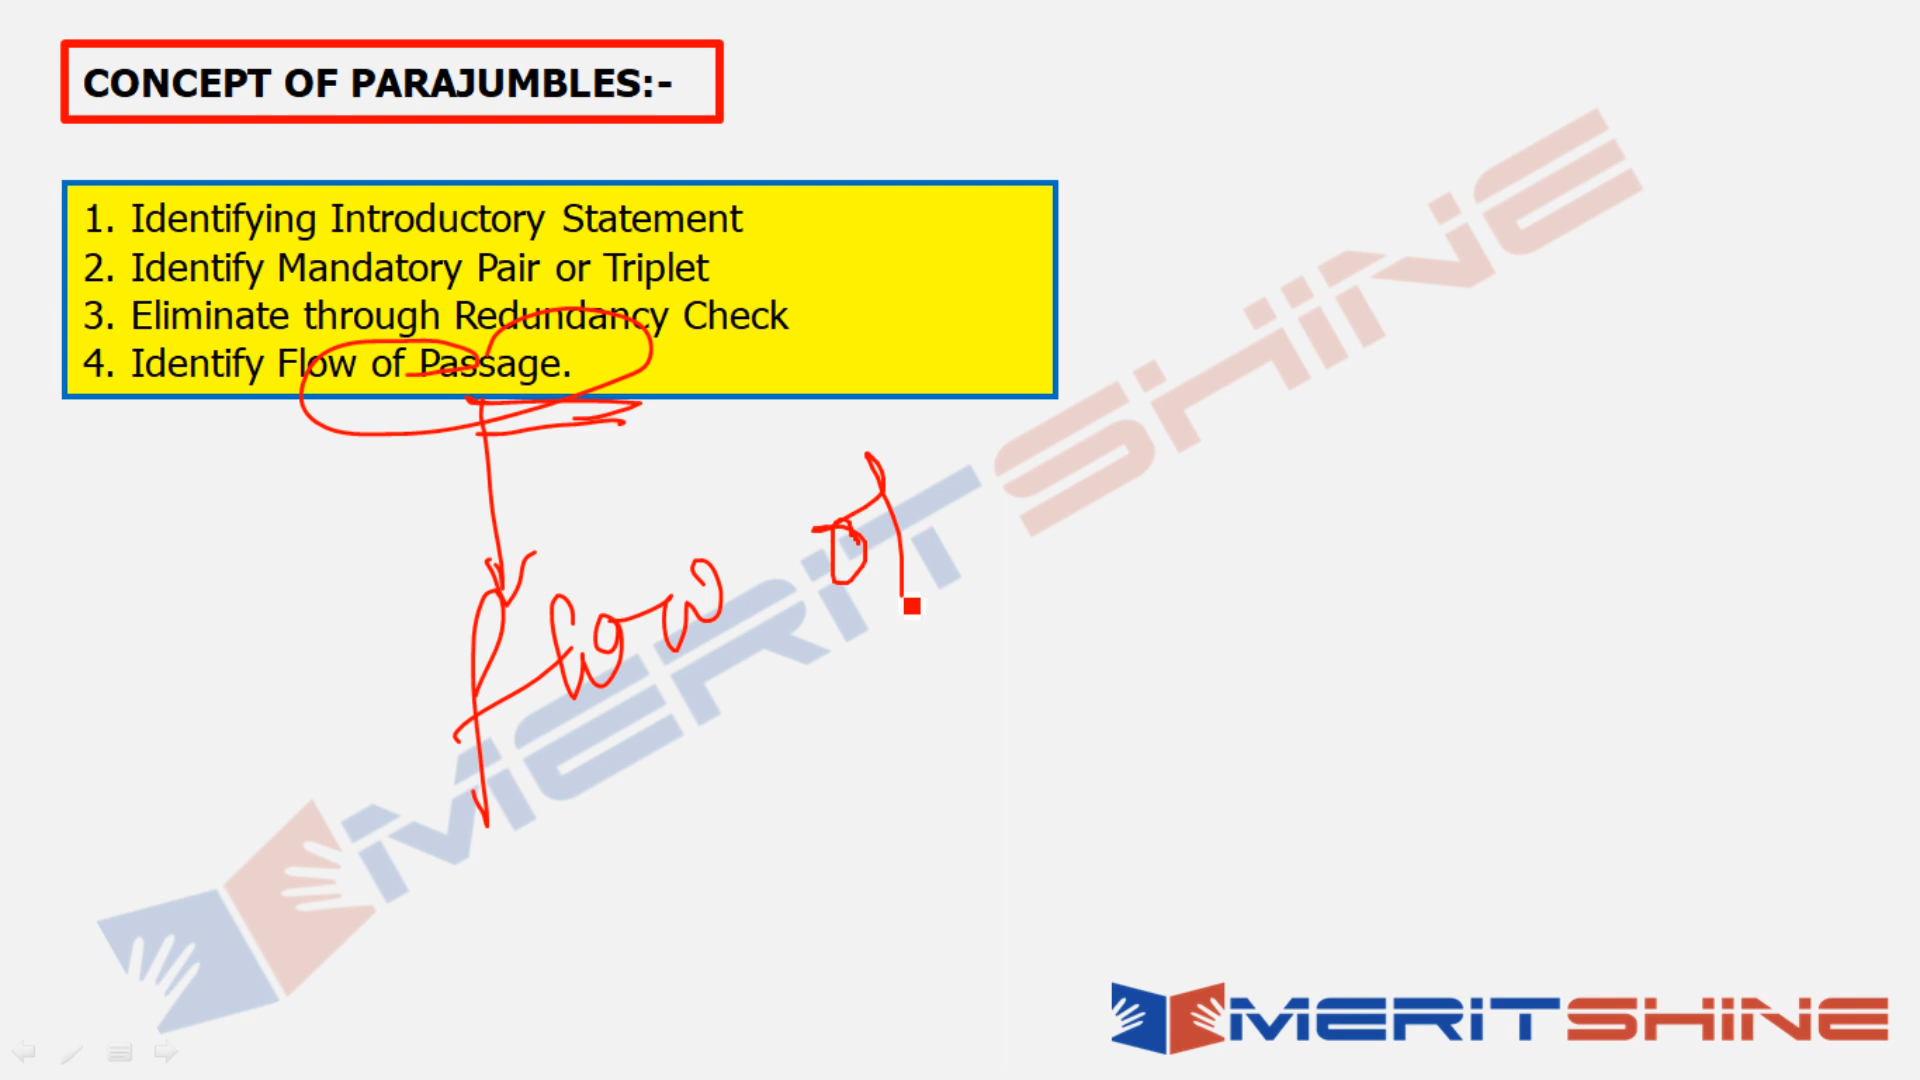 CONCEPT OF PARAJUMBLES:-
1. Identifying Introductory Statement
2. Identify Mandatory Pair or Triplet
3. Eliminate through Redundancy Check
4. Identify Flow of Passage.
flow of
MERITSHINE
MERITSHINE